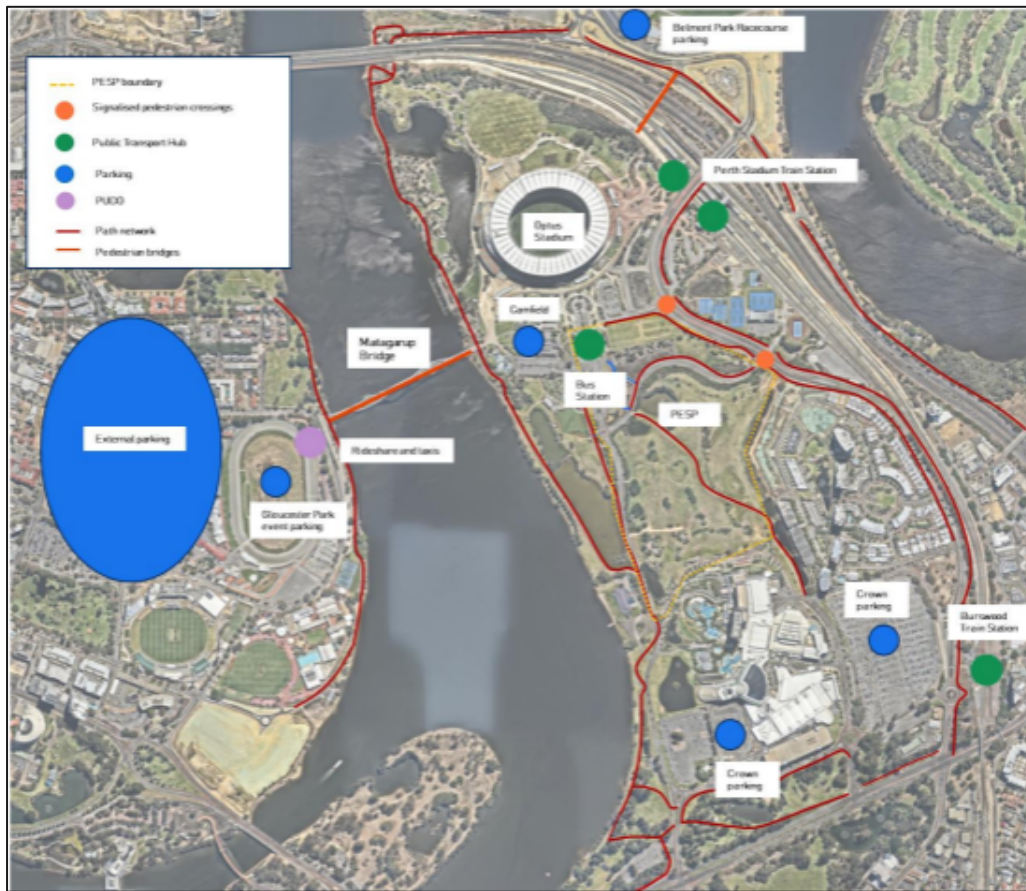 PESP boundary
Signalised pedestrian crossings
Public Transport Hub
Parking
PUDO
Path network
Pedestrian bridges
Belmont Park Racecourse
parking
Perth Stadium Train Station
Optus
Stadium
Camfield
Matagarup
Bridge
Bus
Station
PESP
External parking
Rideshare and taxis
Gloucester Park
event parking
Crown
parking
Burswood
Train Station
Crown
parking